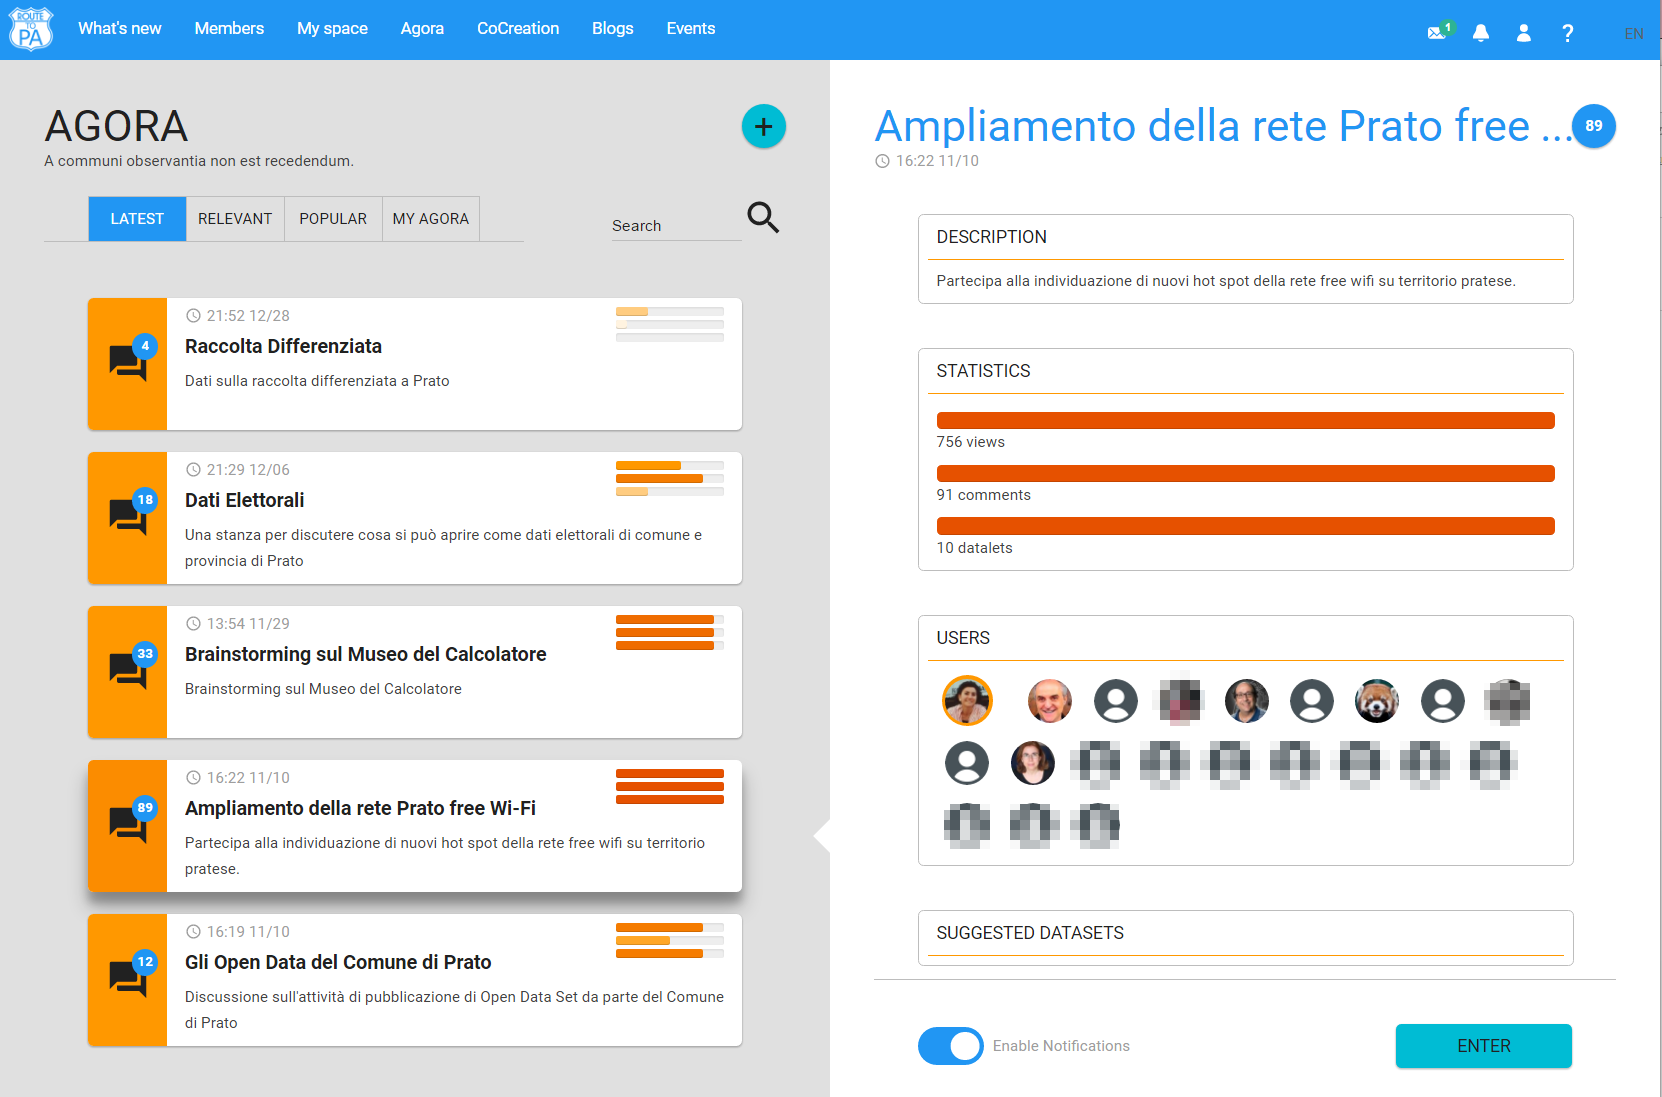 ROUTE
TO
PA
What's new
Members
My space
Agora
CoCreation
Blogs
Events
1
?
EN
AGORA
+
A communi observantia non est recedendum.
LATEST
RELEVANT
POPULAR
MY AGORA
Search
21:52 12/28
4
Raccolta Differenziata
Dati sulla raccolta differenziata a Prato
21:29 12/06
18
Dati Elettorali
Una stanza per discutere cosa si può aprire come dati elettorali di comune e
provincia di Prato
13:54 11/29
33
Brainstorming sul Museo del Calcolatore
Brainstorming sul Museo del Calcolatore
16:22 11/10
89
Ampliamento della rete Prato free Wi-Fi
Partecipa alla individuazione di nuovi hot spot della rete free wifi su territorio
pratese.
16:19 11/10
12
Gli Open Data del Comune di Prato
Discussione sull'attività di pubblicazione di Open Data Set da parte del Comune
di Prato
Ampliamento della rete Prato free ...
89
16:22 11/10
DESCRIPTION
Partecipa alla individuazione di nuovi hot spot della rete free wifi su territorio pratese.
STATISTICS
756 views
91 comments
10 datalets
USERS
SUGGESTED DATASETS
Enable Notifications
ENTER